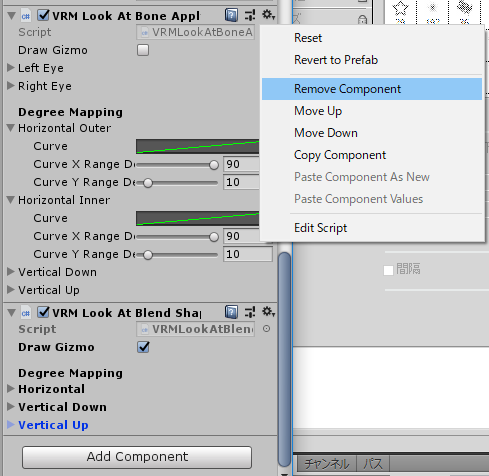 VRM Look At Bone Appl
Script
VRMLookAtBoneA
Draw Gizmo
Left Eye
Right Eye
Degree Mapping
Horizontal Outer
Curve
Curve X Range D
90
Curve Y Range D
10
Horizontal Inner
Curve
Curve X Range D
90
Curve Y Range D
10
Vertical Down
Vertical Up
VRM Look At Blend Sha
Script
VRMLookAtBlen
Draw Gizmo
Degree Mapping
Horizontal
Vertical Down
Vertical Up
Add Component
Reset
Revert to Prefab
Remove Component
Move Up
Move Down
Copy Component
Paste Component As New
Paste Component Values
Edit Script
間隔
チャンネル
パス